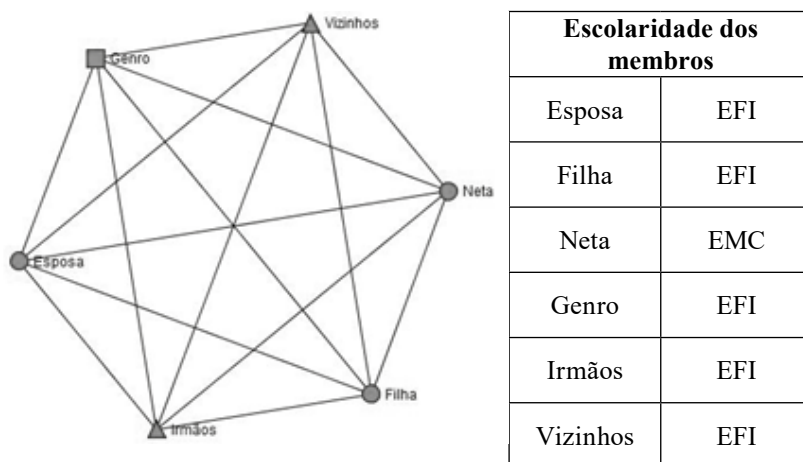 Vizinhos
Genro
Neta
Esposa
Filha
Irmãos
Escolaridade dos
membros
Esposa EFI
Filha EFI
Neta EMC
Genro EFI
Irmãos EFI
Vizinhos EFI